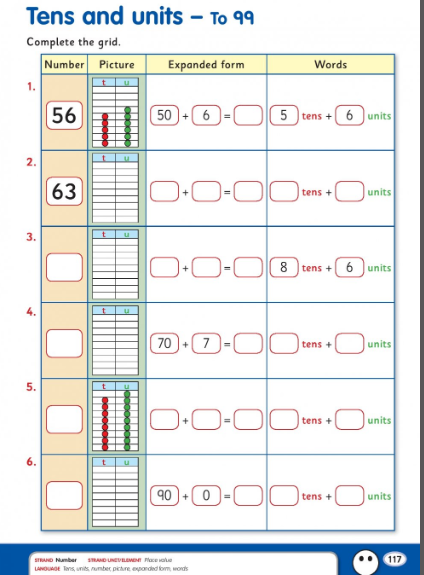 Tens and units – To 99
Complete the grid.
Number Picture Expanded form Words
1.
t u
56 50 + 6 = 5 tens + 6 units
2.
t u
63 + = tens + units
3.
t u
+ = 8 tens + 6 units
4.
t u
70 + 7 = tens + units
5.
t u
+ = tens + units
6.
t u
90 + 0 = tens + units
STRAND Number STRAND UNIT/ELEMENT Place value
LANGUAGE Tens, units, number, picture, expanded form, words
117